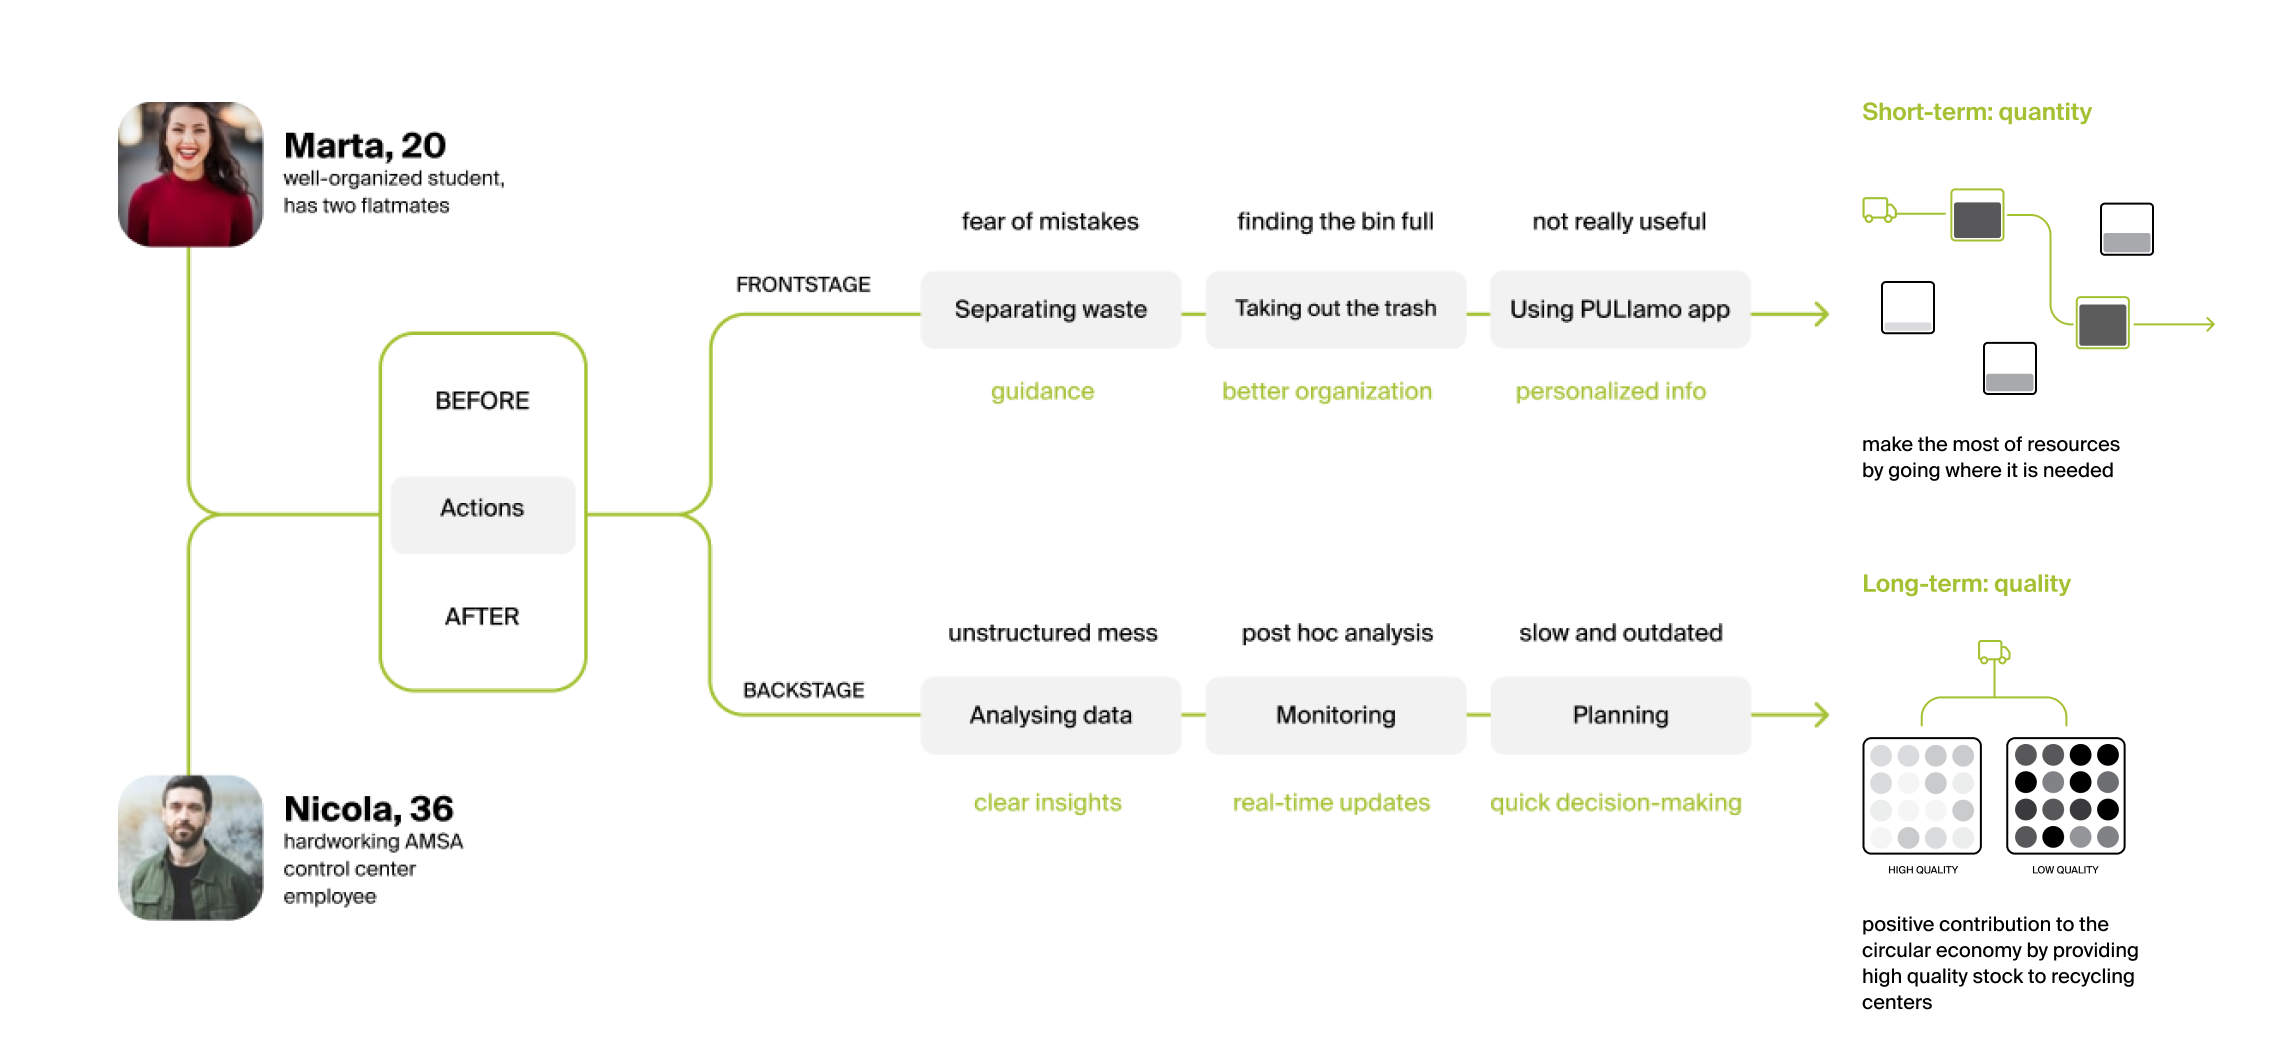 Marta, 20
well-organized student,
has two flatmates
BEFORE
Actions
AFTER
Nicola, 36
hardworking AMSA
control center
employee
FRONTSTAGE
fear of mistakes
finding the bin full
not really useful
Separating waste
Taking out the trash
Using PULIamo app
guidance
better organization
personalized info
BACKSTAGE
unstructured mess
post hoc analysis
slow and outdated
Analysing data
Monitoring
Planning
clear insights
real-time updates
quick decision-making
Short-term: quantity
make the most of resources
by going where it is needed
Long-term: quality
HIGH QUALITY
LOW QUALITY
positive contribution to the
circular economy by providing
high quality stock to recycling
centers